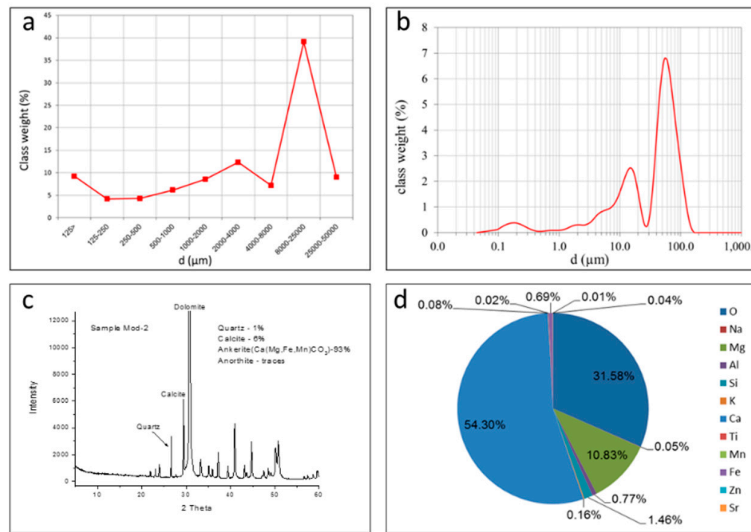 a
Class weight (%)
45
40
35
30
25
20
15
10
5
0
125>
125-250
250-500
500-1000
1000-2000
2000-4000
4000-6000
8000-25000
25000-50000
d (µm)
b
class weight (%)
8
7
6
5
4
3
2
1
0
0.0 0.1 1.0 10.0 100.0 1,000
d (µm)
c
Intensity
12000
10000
8000
6000
4000
2000
0
Sample Mod-2
Dolomite
Quartz - 1%
Calcite - 6%
Ankerite(Ca(Mg,Fe,Mn)CO3)-93%
Anorthite - traces
Calcite
Quartz
10 20 30 40 50 60
2 Theta
d
0.08%
0.02%
0.69%
0.01%
0.04%
31.58%
54.30%
0.05%
10.83%
0.77%
0.16%
1.46%
O
Na
Mg
Al
Si
K
Ca
Ti
Mn
Fe
Zn
Sr